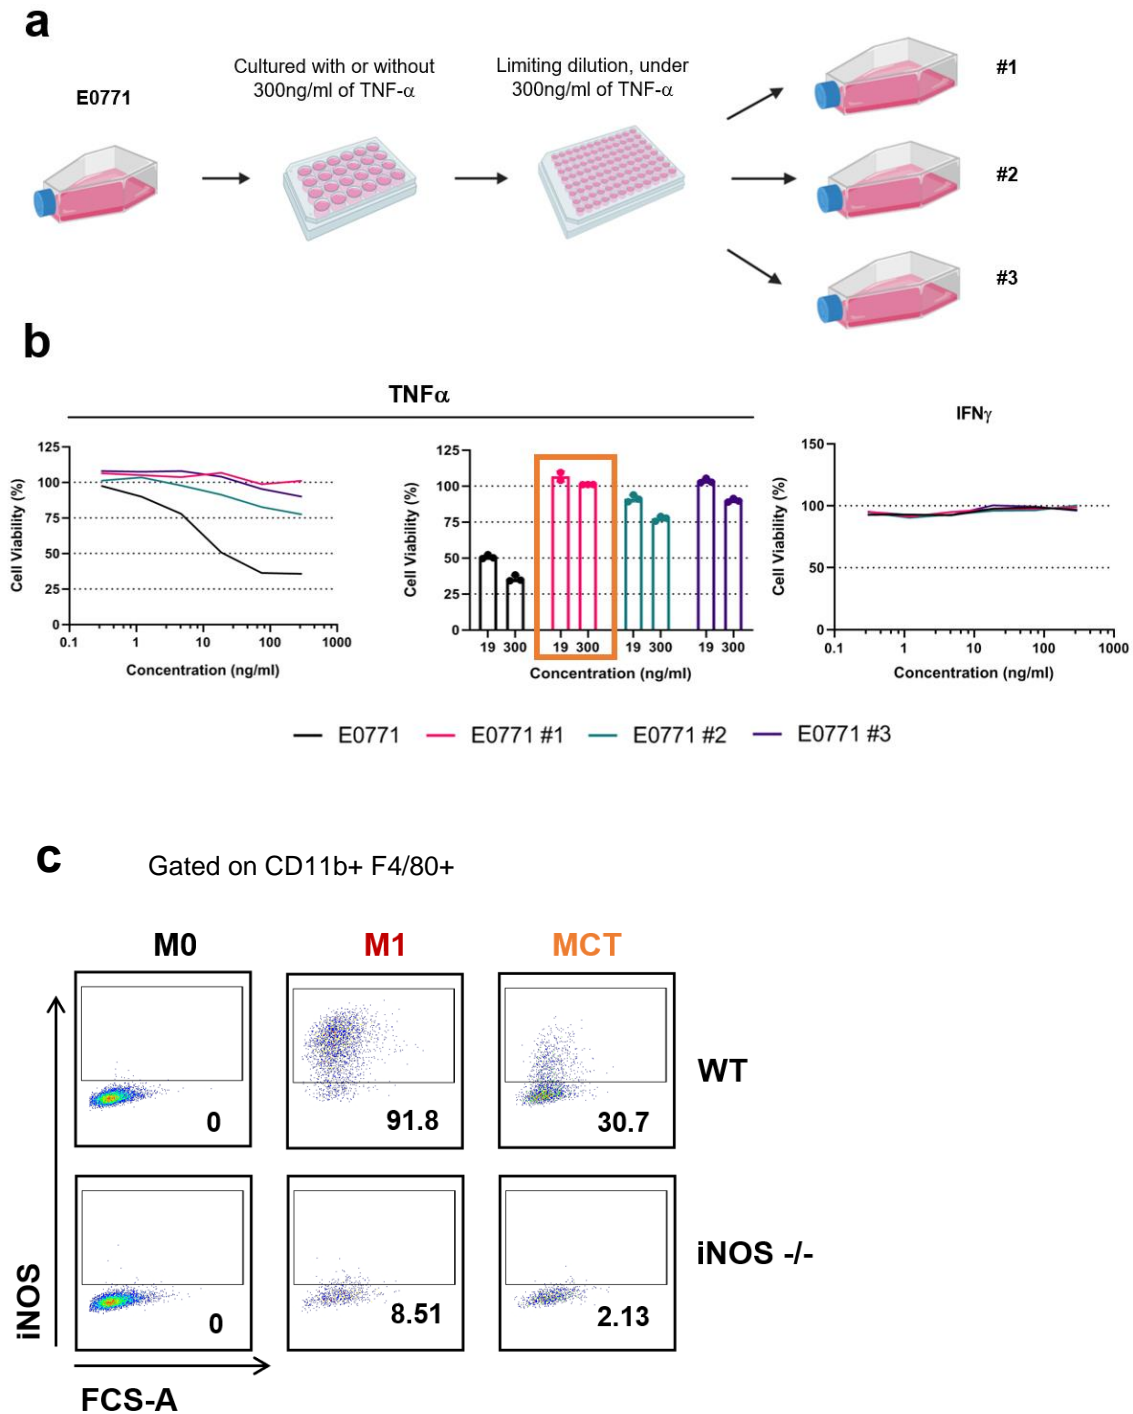 a
E0771
Cultured with or without
300ng/ml of TNF-α
Limiting dilution, under
300ng/ml of TNF-α
#1
#2
#3
b
TNFα
IFNγ
Cell Viability (%)
125
100
75
50
25
0
0.1 1 10 100 1000
Concentration (ng/ml)
Cell Viability (%)
125
100
75
50
25
0
19 300 19 300 19 300 19 300
Concentration (ng/ml)
Cell Viability (%)
150
100
50
0
0.1 1 10 100 1000
Concentration (ng/ml)
E0771 E0771 #1 E0771 #2 E0771 #3
c
Gated on CD11b+ F4/80+
M0 M1 MCT
0 91.8 30.7
WT
0 8.51 2.13
iNOS -/-
iNOS
FCS-A